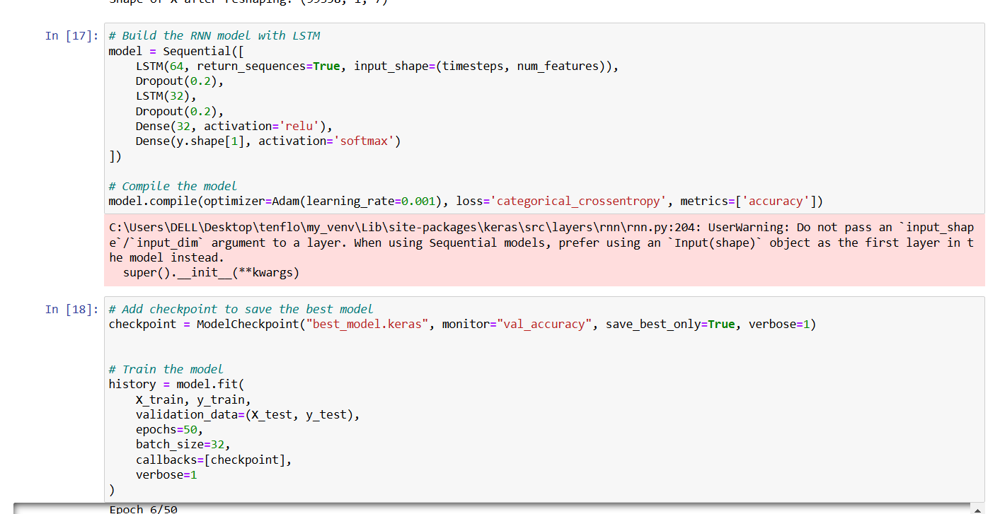 Shape of X after reshaping: (99998, 1, 7)
In [17]: # Build the RNN model with LSTM
model = Sequential([
    LSTM(64, return_sequences=True, input_shape=(timesteps, num_features)),
    Dropout(0.2),
    LSTM(32),
    Dropout(0.2),
    Dense(32, activation='relu'),
    Dense(y.shape[1], activation='softmax')
])
# Compile the model
model.compile(optimizer=Adam(learning_rate=0.001), loss='categorical_crossentropy', metrics=['accuracy'])
C:\Users\DELL\Desktop\tenflo\my_venv\Lib\site-packages\keras\src\layers\rnn\rnn.py:204: UserWarning: Do not pass an `input_shap
e`/`input_dim` argument to a layer. When using Sequential models, prefer using an `Input(shape)` object as the first layer in t
he model instead.
  super().__init__(**kwargs)
In [18]: # Add checkpoint to save the best model
checkpoint = ModelCheckpoint("best_model.keras", monitor="val_accuracy", save_best_only=True, verbose=1)
# Train the model
history = model.fit(
    X_train, y_train,
    validation_data=(X_test, y_test),
    epochs=50,
    batch_size=32,
    callbacks=[checkpoint],
    verbose=1
)
Epoch 6/50